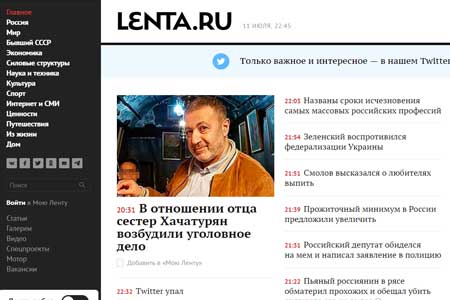 Главное
Россия
Мир
Бывший СССР
Экономика
Силовые структуры
Наука и техника
Культура
Спорт
Интернет и СМИ
Ценности
Путешествия
Из жизни
Дом
Поиск
Войти в Мою Ленту
Статьи
Галереи
Видео
Спецпроекты
Мотор
Вакансии
LENTA.RU
11 ИЮЛЯ, 22:45
Только важное и интересное — в нашем Twitter
20:31 В отношении отца
сестер Хачатурян
возбудили уголовное
дело
Добавить в «Мою Ленту»
22:32 Twitter упал
22:03 Названы сроки исчезновения
самых массовых российских профессий
21:54 Зеленский воспротивился
федерализации Украины
21:51 Смолов высказался о любителях
выпить
21:39 Прожиточный минимум в России
предложили увеличить
21:31 Российский депутат обиделся
на мем и написал заявление в полицию
21:22 Пьяный россиянин в рясе
обматерил прохожих и обещал убить